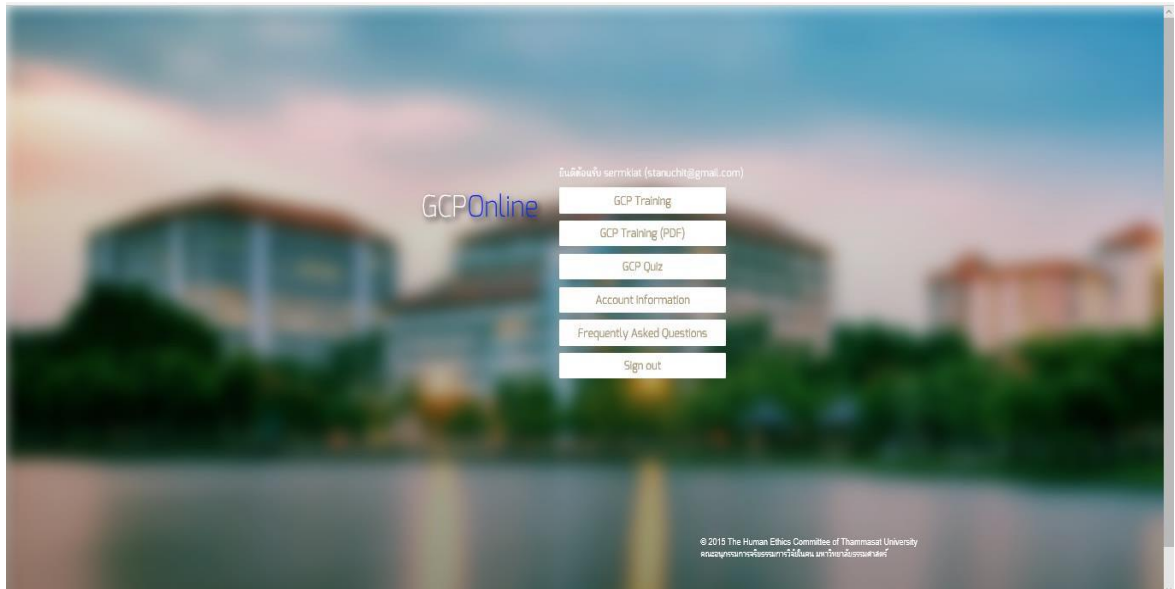 ยินดีต้อนรับ sermkiat (stanuchit@gmail.com)
GCPOnline
GCP Training
GCP Training (PDF)
GCP Quiz
Account Information
Frequently Asked Questions
Sign out
© 2015 The Human Ethics Committee of Thammasat University
คณะอนุกรรมการจริยธรรมการวิจัยในคน มหาวิทยาลัยธรรมศาสตร์